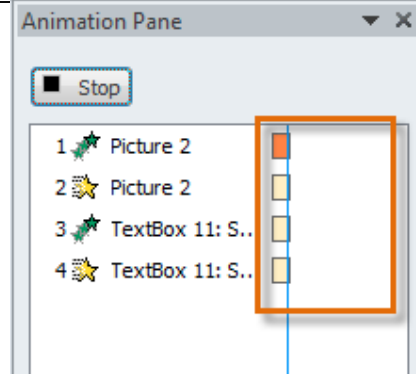 Animation Pane
Stop
1 Picture 2
2 Picture 2
3 TextBox 11: S..
4 TextBox 11: S..